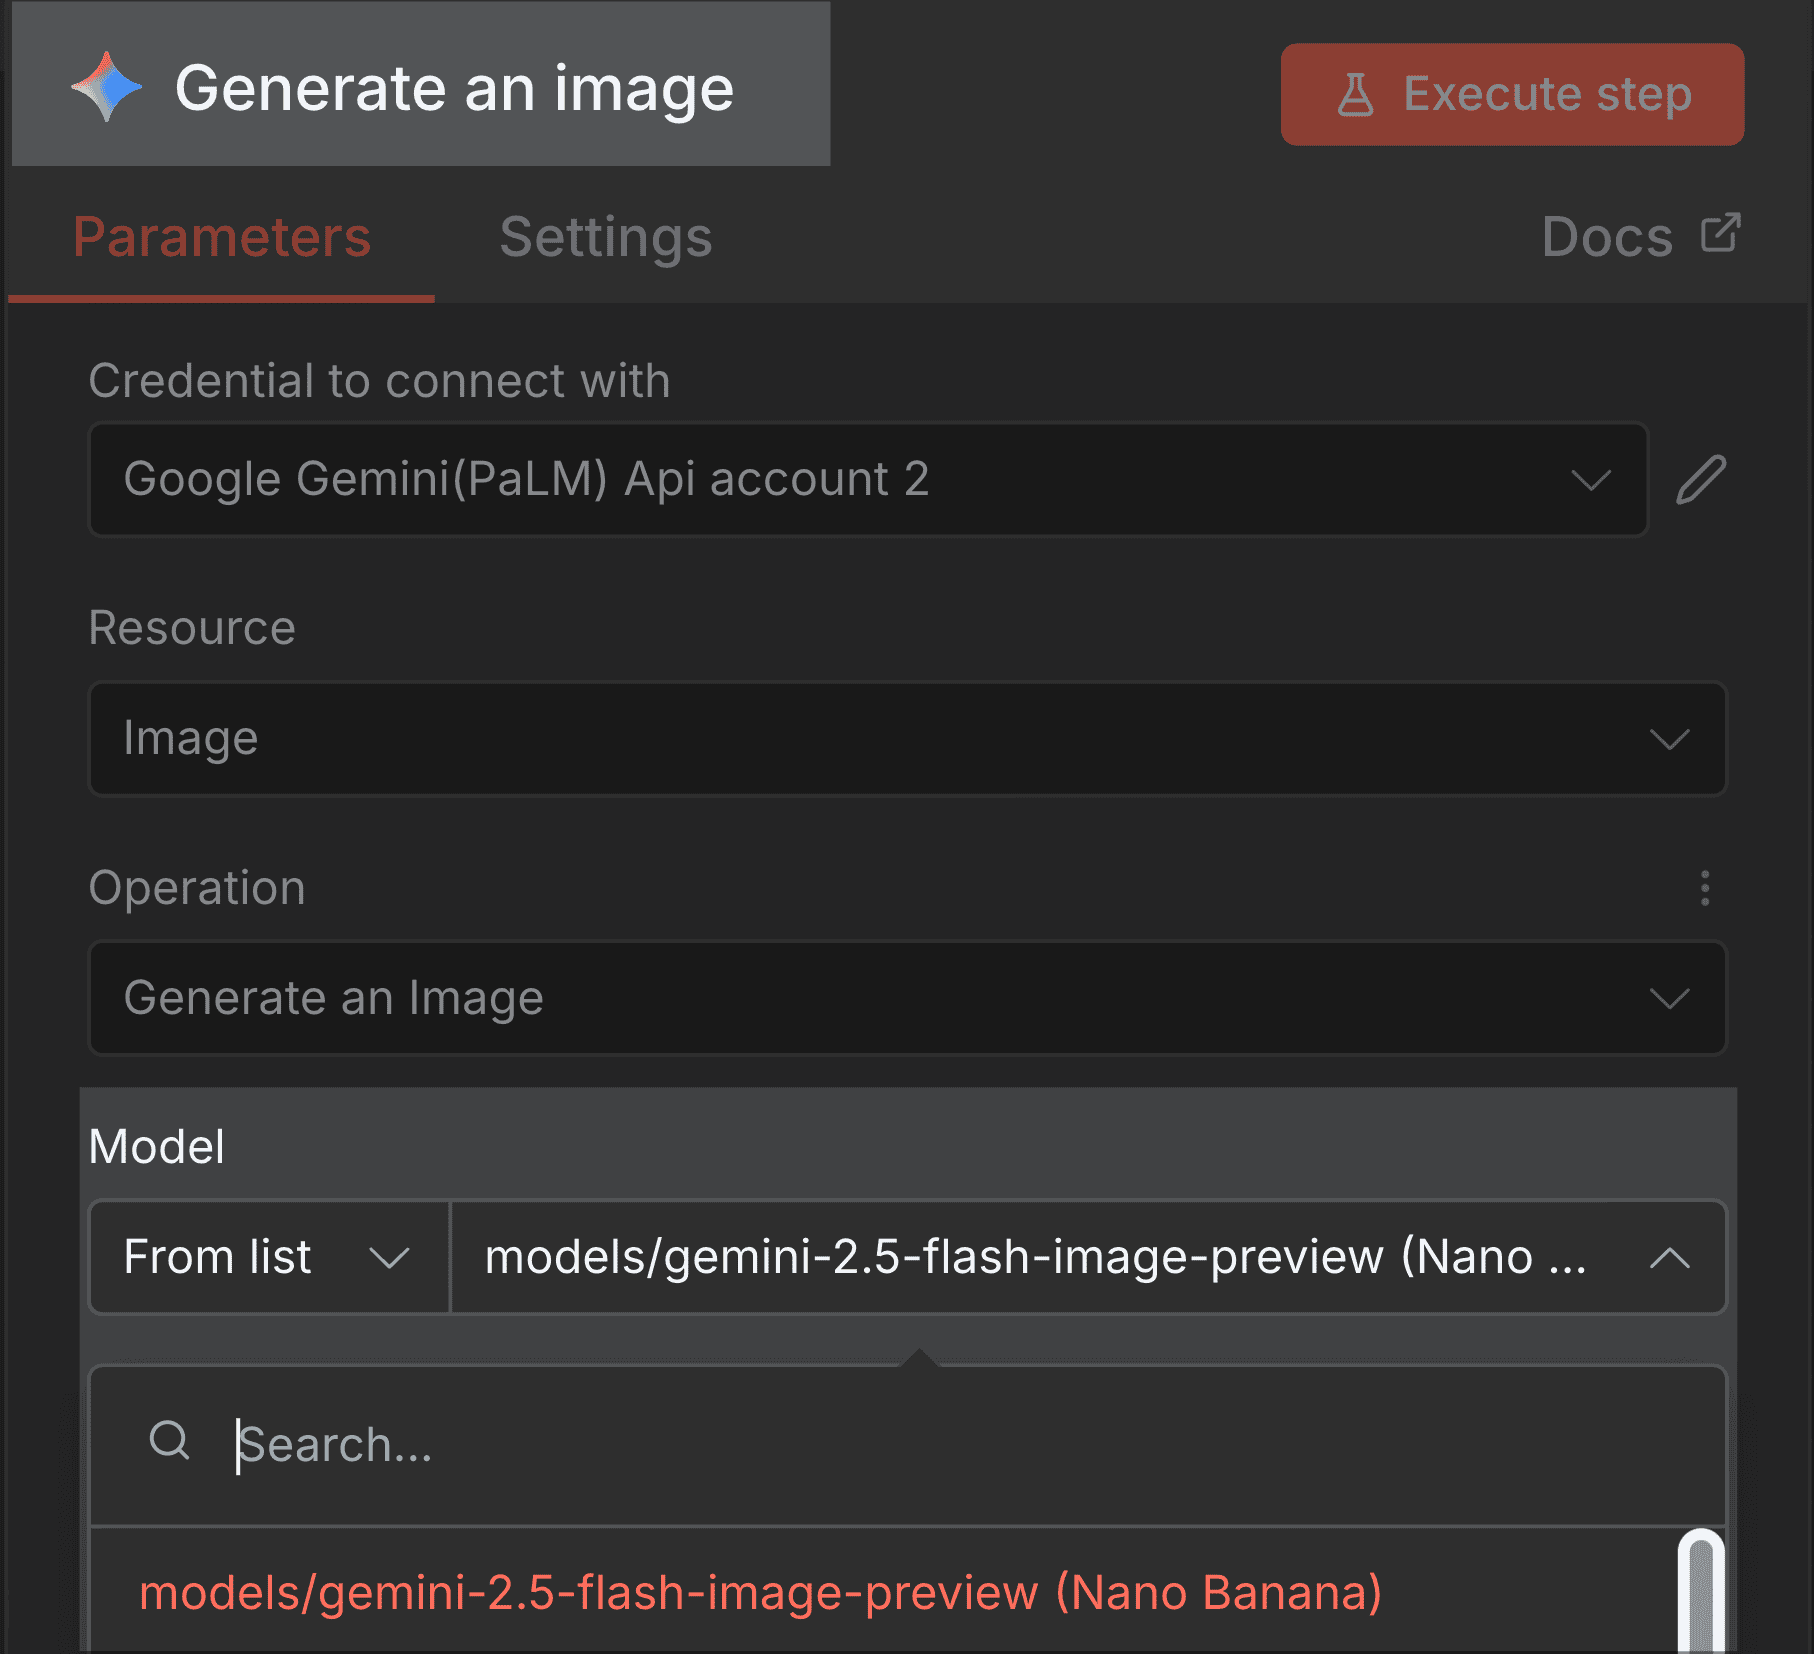 Generate an image
Execute step
Parameters
Settings
Docs
Credential to connect with
Google Gemini(PaLM) Api account 2
Resource
Image
Operation
Generate an Image
Model
From list
models/gemini-2.5-flash-image-preview (Nano ...
Search...
models/gemini-2.5-flash-image-preview (Nano Banana)